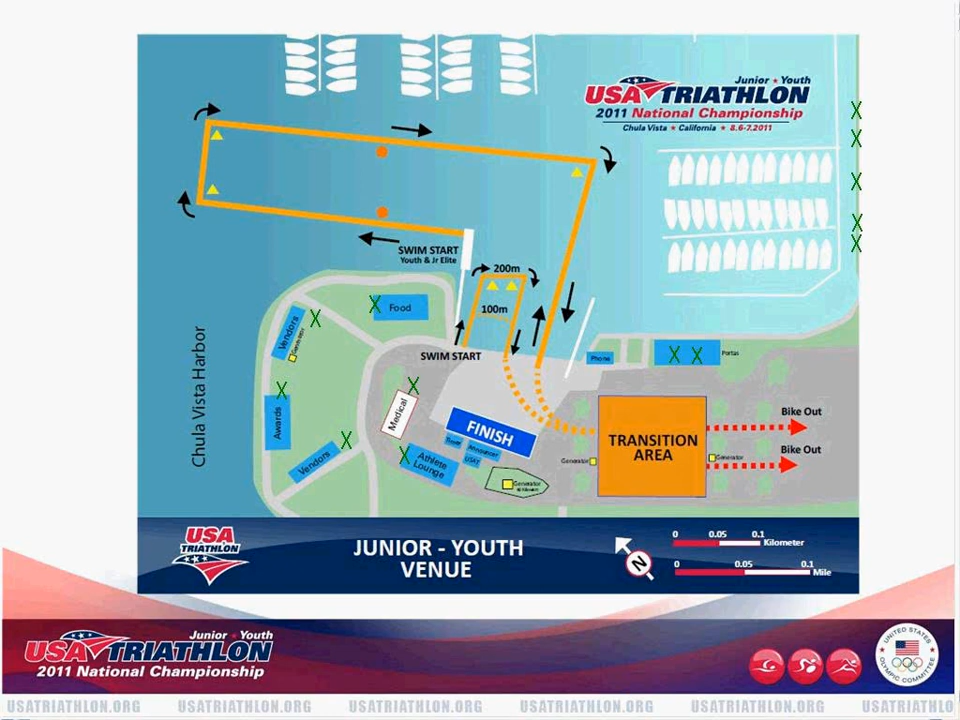 Junior ★ Youth
USA TRIATHLON
2011 National Championship
Chula Vista ★ California ★ 8.6-7.2011
SWIM START
Youth & Jr Elite
200m
100m
SWIM START
Chula Vista Harbor
Food
Vendors
Generator
Awards
Vendors
Medical
Athlete
Lounge
FINISH
Announcer
USAT
Generator
Phone
Portas
TRANSITION
AREA
Generator
Generator
Bike Out
Bike Out
USA
TRIATHLON
JUNIOR - YOUTH
VENUE
N
0 0.05 0.1
Kilometer
0 0.05 0.1
Mile
Junior ★ Youth
USA TRIATHLON
2011 National Championship
UNITED STATES
OLYMPIC COMMITTEE
USATRIATHLON.ORG USATRIATHLON.ORG USATRIATHLON.ORG USATRIATHLON.ORG USATRIATHLON.ORG USATRIATHLO